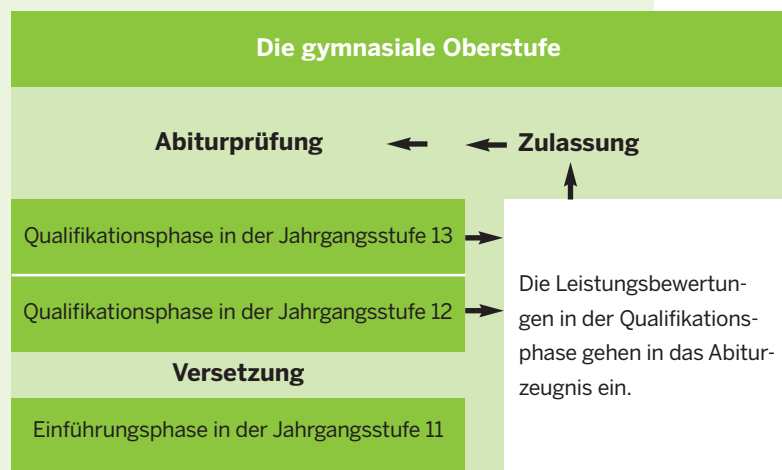 Die gymnasiale Oberstufe
Abiturprüfung
Zulassung
Qualifikationsphase in der Jahrgangsstufe 13
Qualifikationsphase in der Jahrgangsstufe 12
Versetzung
Einführungsphase in der Jahrgangsstufe 11
Die Leistungsbewertun-
gen in der Qualifikations-
phase gehen in das Abitur-
zeugnis ein.